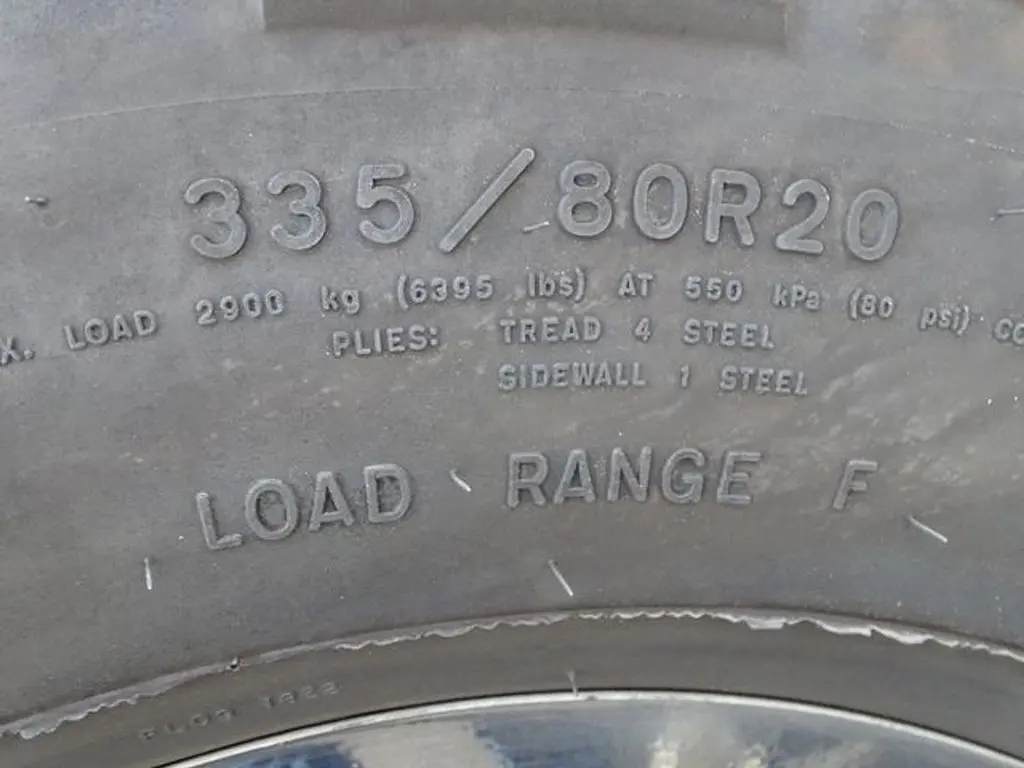 335/80R20
LOAD 2900 kg (6395 lbs) AT 550 kPa (80 psi)
PLIES: TREAD 4 STEEL
SIDEWALL 1 STEEL
LOAD RANGE F